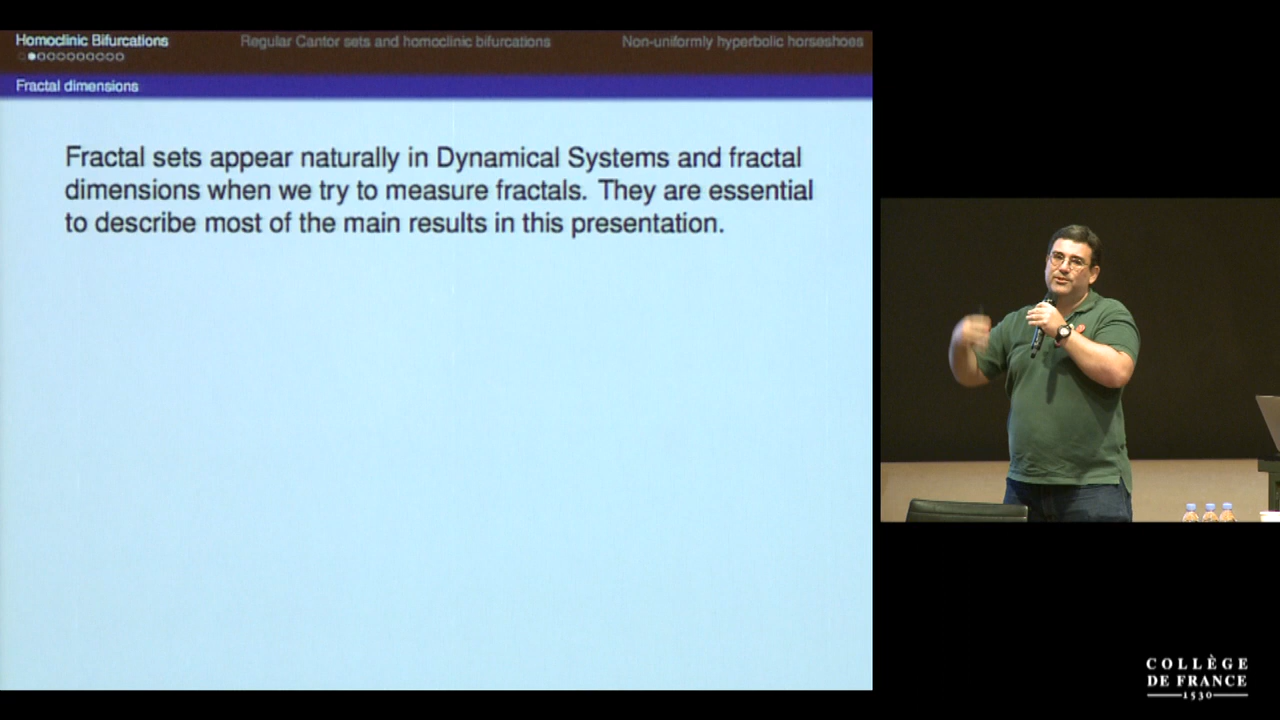 Homoclinic Bifurcations
Regular Cantor sets and homoclinic bifurcations
Non-uniformly hyperbolic horseshoes
Fractal dimensions
Fractal sets appear naturally in Dynamical Systems and fractal
dimensions when we try to measure fractals. They are essential
to describe most of the main results in this presentation.
COLLÈGE
DE FRANCE
1530